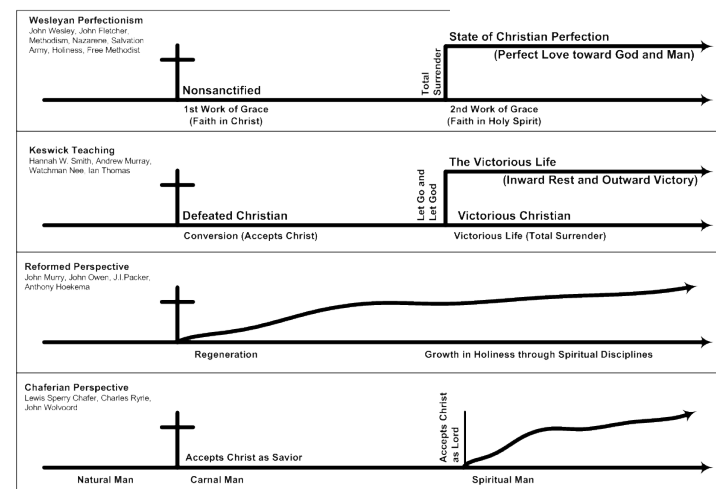 Wesleyan Perfectionism
John Wesley, John Fletcher,
Methodism, Nazarene, Salvation
Army, Holiness, Free Methodist
Nonsanctified
1st Work of Grace
(Faith in Christ)
Total
Surrender
State of Christian Perfection
(Perfect Love toward God and Man)
2nd Work of Grace
(Faith in Holy Spirit)
Keswick Teaching
Hannah W. Smith, Andrew Murray,
Watchman Nee, Ian Thomas
Defeated Christian
Conversion (Accepts Christ)
Let Go and
Let God
The Victorious Life
(Inward Rest and Outward Victory)
Victorious Christian
Victorious Life (Total Surrender)
Reformed Perspective
John Murry, John Owen, J.I.Packer,
Anthony Hoekema
Regeneration
Growth in Holiness through Spiritual Disciplines
Chaferian Perspective
Lewis Sperry Chafer, Charles Ryrie,
John Wolvoord
Accepts Christ as Savior
Accepts Christ
as Lord
Natural Man
Carnal Man
Spiritual Man